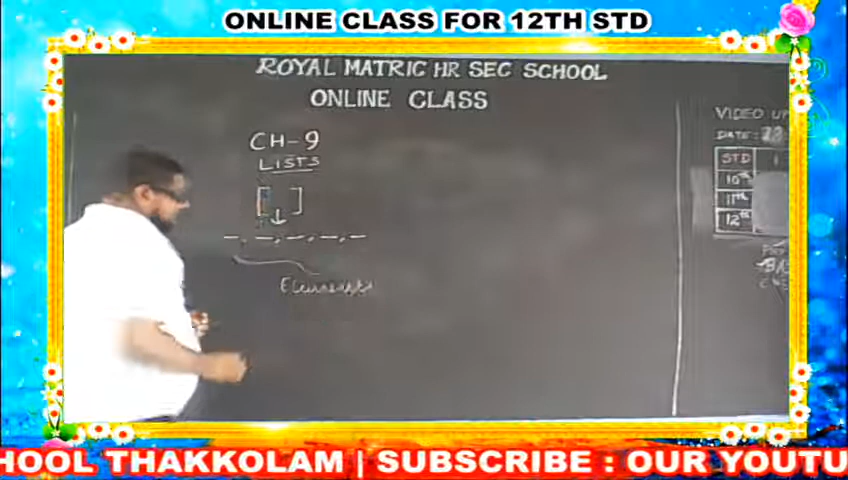 ONLINE CLASS FOR 12TH STD
ROYAL MATRIC HR SEC SCHOOL
ONLINE CLASS
CH-9
LISTS
[ ]
Elements
VIDEO UP
DATE:
STD 1
10th
11th
12th
HOOL THAKKOLAM | SUBSCRIBE : OUR YOUTU